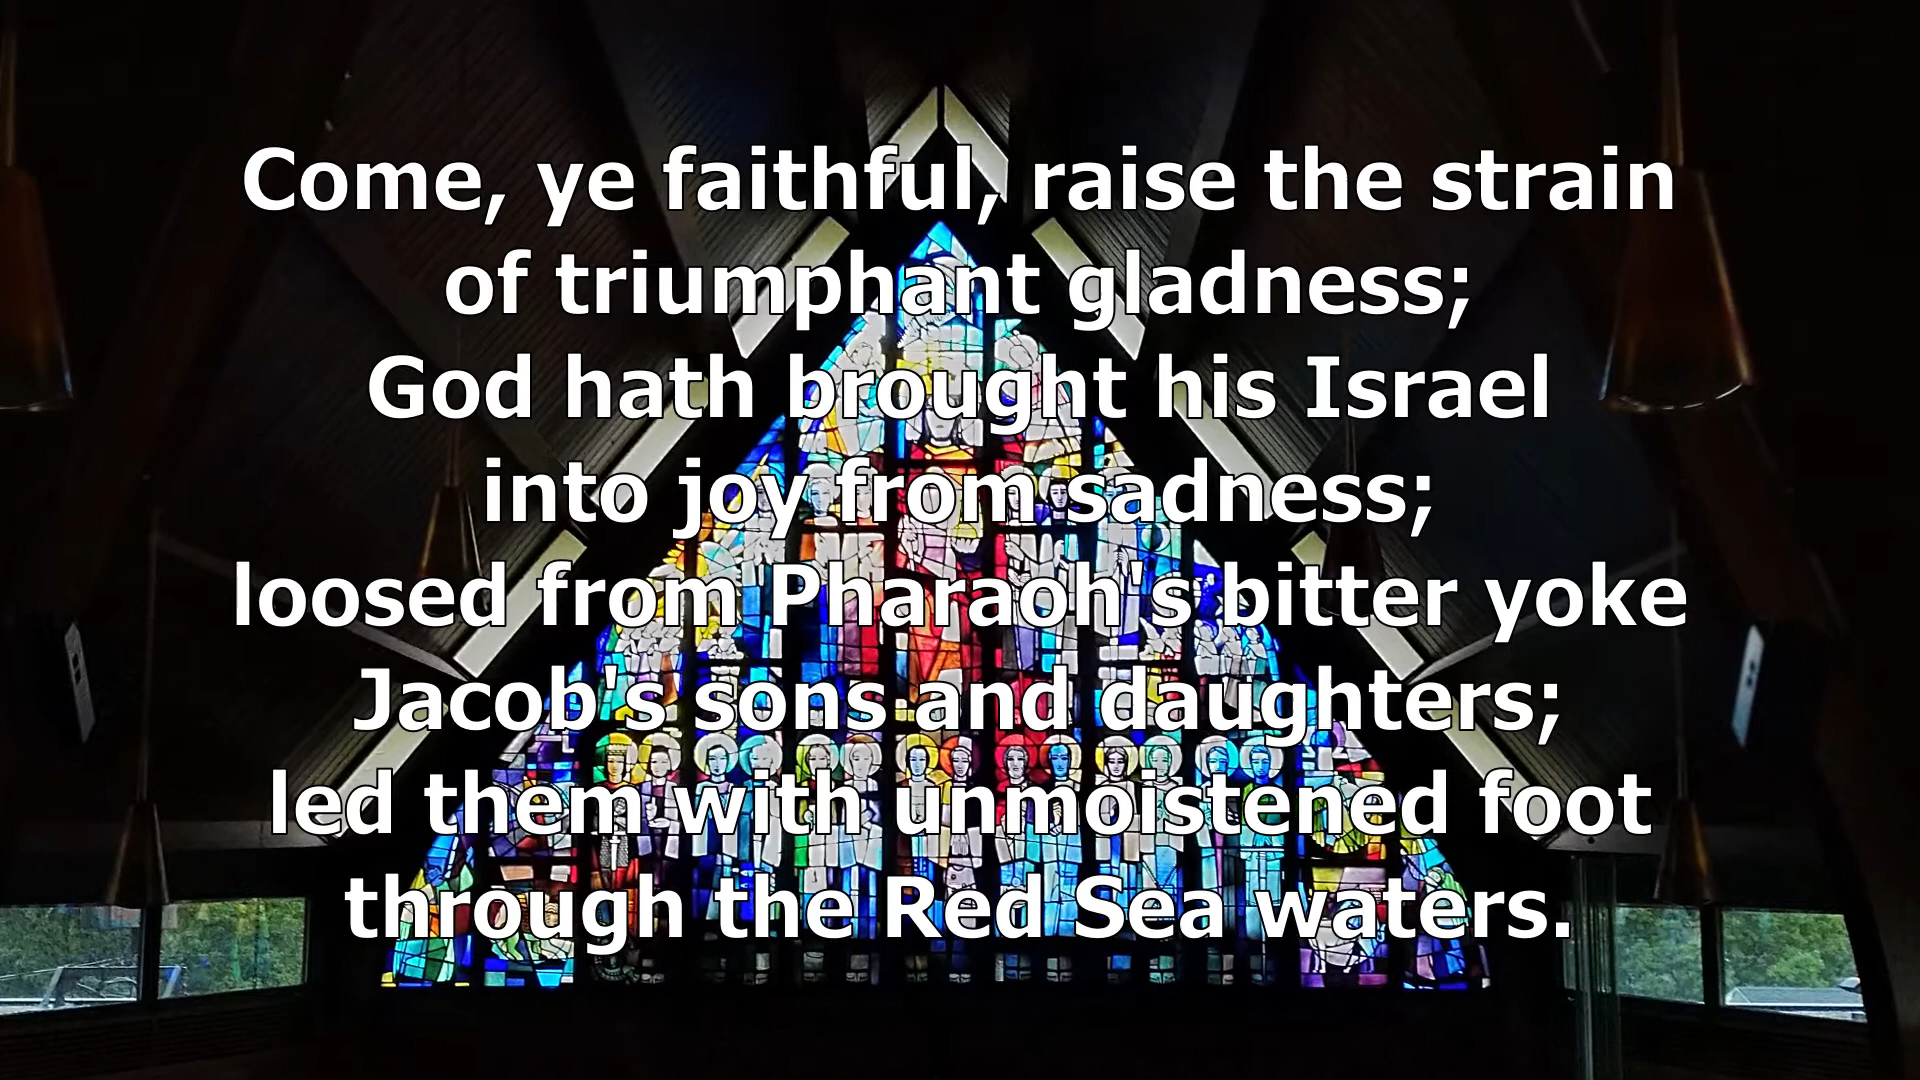 Come, ye faithful, raise the strain
of triumphant gladness;
God hath brought his Israel
into joy from sadness;
loosed from Pharaoh's bitter yoke
Jacob's sons and daughters;
led them with unmoistened foot
through the Red Sea waters.